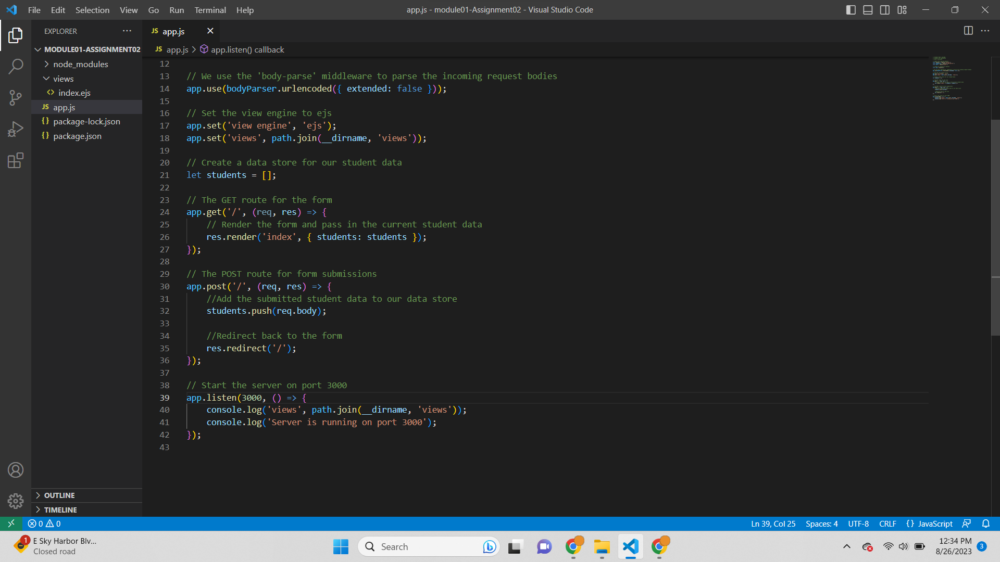 File Edit Selection View Go Run Terminal Help
app.js - module01-Assignment02 - Visual Studio Code
EXPLORER
MODULE01-ASSIGNMENT02
node_modules
views
<> index.ejs
JS app.js
{} package-lock.json
{} package.json
OUTLINE
TIMELINE
JS app.js
JS app.js > app.listen() callback
12
13 // We use the 'body-parse' middleware to parse the incoming request bodies
14 app.use(bodyParser.urlencoded({ extended: false }));
15
16 // Set the view engine to ejs
17 app.set('view engine', 'ejs');
18 app.set('views', path.join(__dirname, 'views'));
19
20 // Create a data store for our student data
21 let students = [];
22
23 // The GET route for the form
24 app.get('/', (req, res) => {
25 // Render the form and pass in the current student data
26 res.render('index', { students: students });
27 });
28
29 // The POST route for form submissions
30 app.post('/', (req, res) => {
31 //Add the submitted student data to our data store
32 students.push(req.body);
33
34 //Redirect back to the form
35 res.redirect('/');
36 });
37
38 // Start the server on port 3000
39 app.listen(3000, () => {
40 console.log('views', path.join(__dirname, 'views'));
41 console.log('Server is running on port 3000');
42 });
43
0 0
Ln 39, Col 25 Spaces: 4 UTF-8 CRLF {} JavaScript
1
E Sky Harbor Blv...
Closed road
Search
12:34 PM
8/26/2023
3